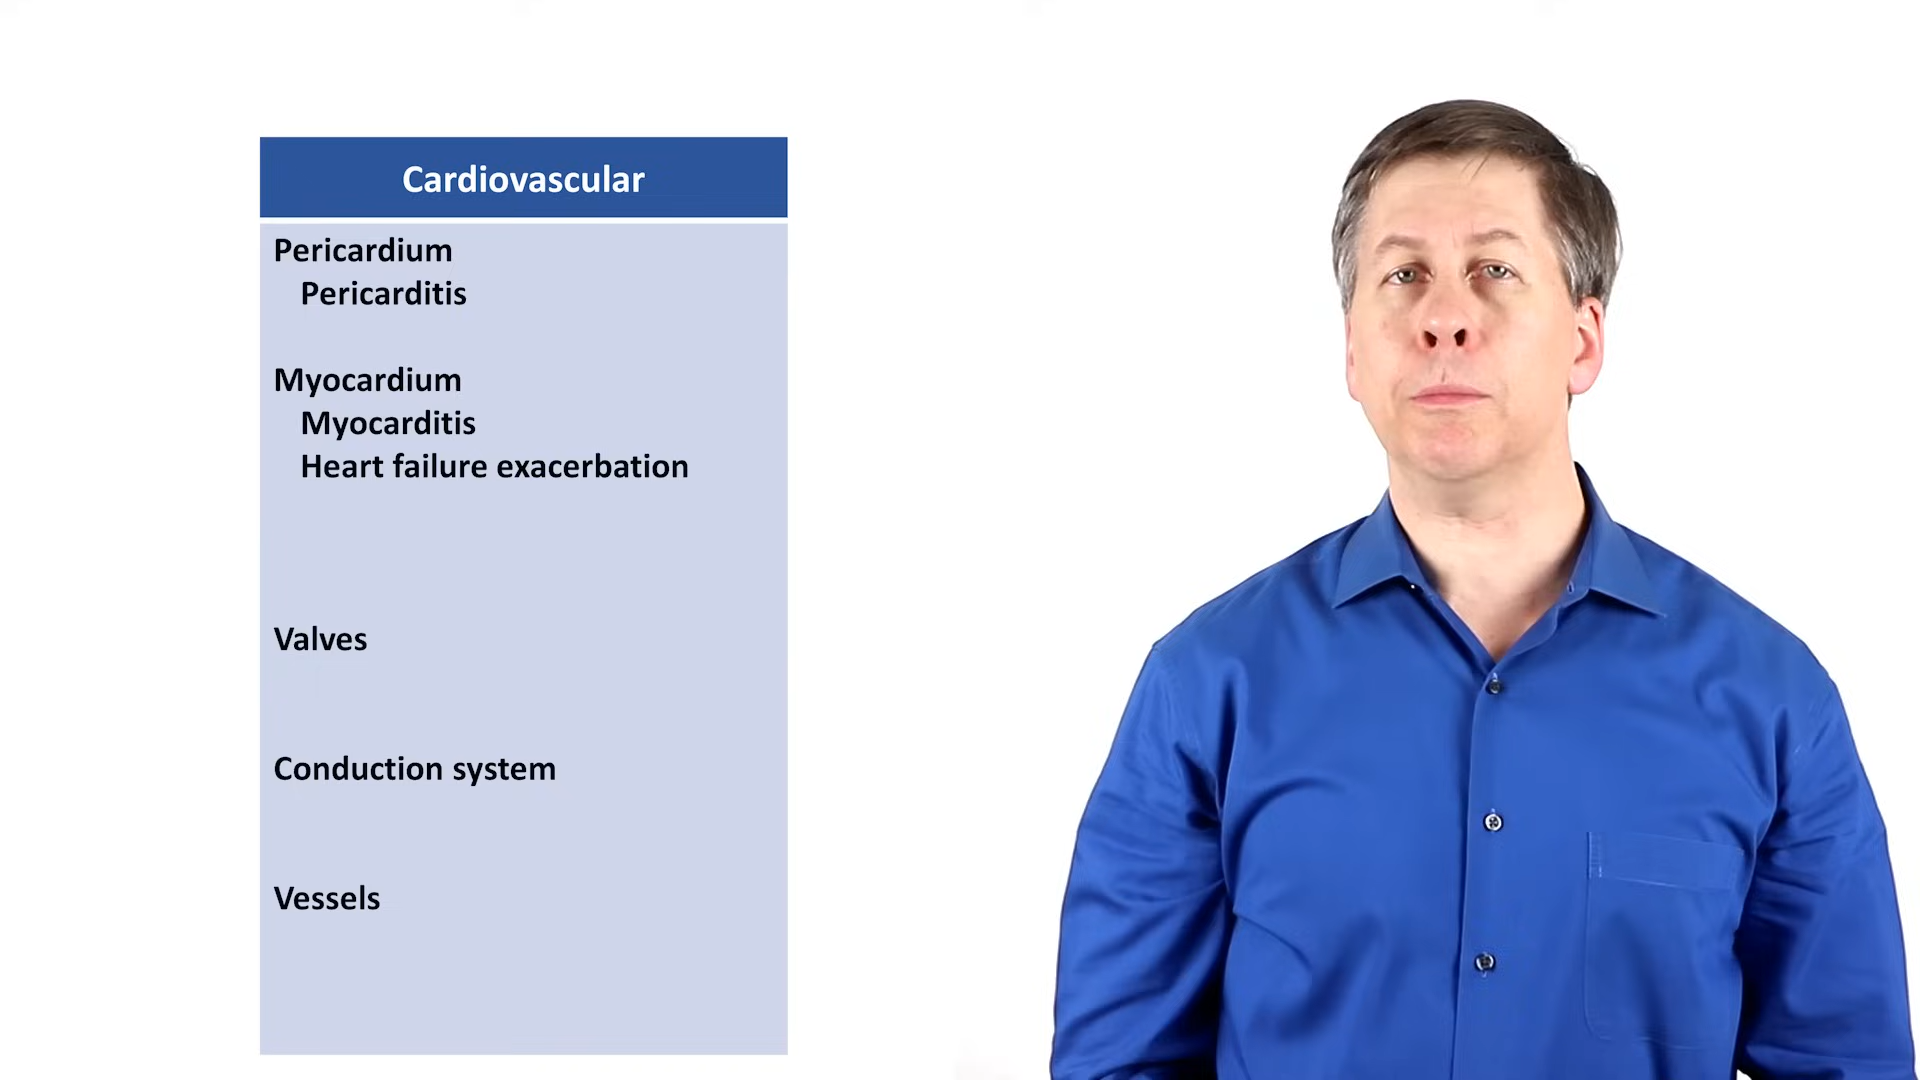 Cardiovascular
Pericardium
Pericarditis
Myocardium
Myocarditis
Heart failure exacerbation
Valves
Conduction system
Vessels